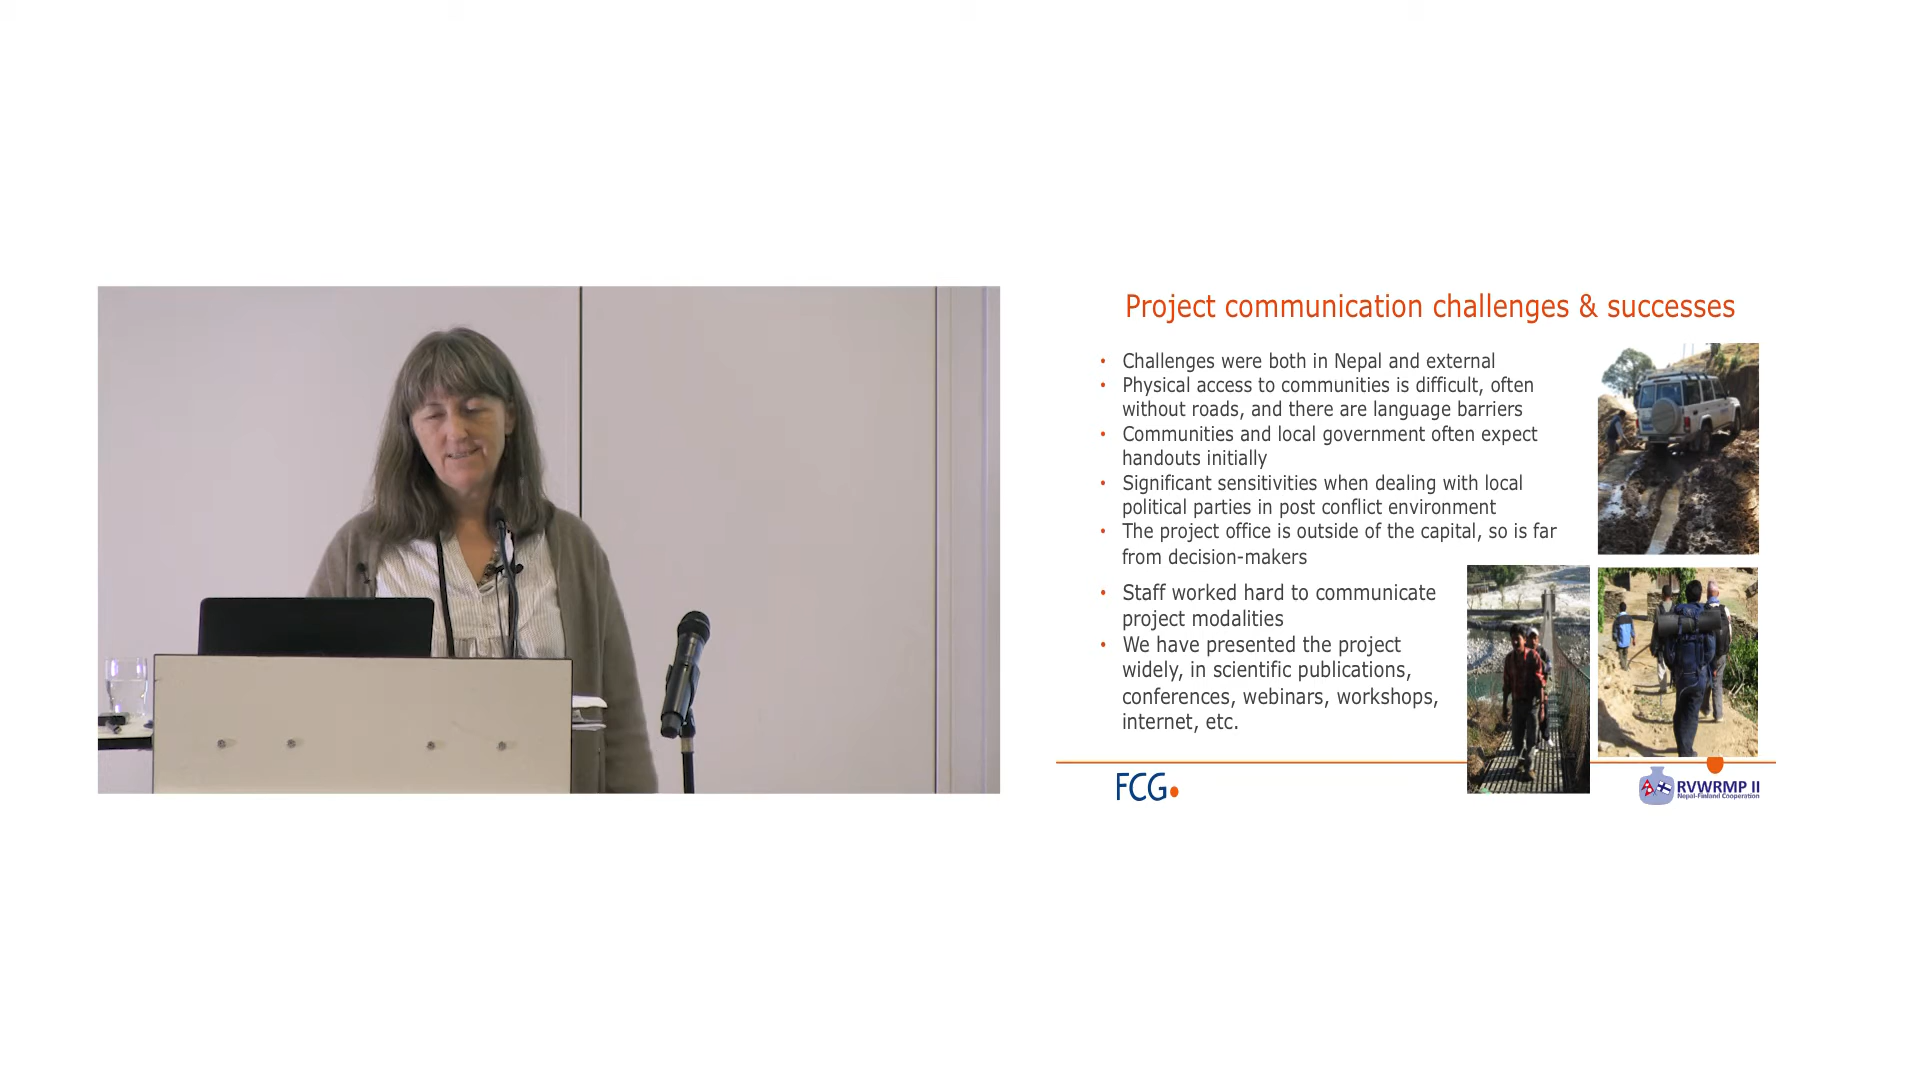 Project communication challenges & successes
• Challenges were both in Nepal and external
• Physical access to communities is difficult, often
without roads, and there are language barriers
• Communities and local government often expect
handouts initially
• Significant sensitivities when dealing with local
political parties in post conflict environment
• The project office is outside of the capital, so is far
from decision-makers
• Staff worked hard to communicate
project modalities
• We have presented the project
widely, in scientific publications,
conferences, webinars, workshops,
internet, etc.
FCG
RVWRMP II
Nepal-Finland Cooperation